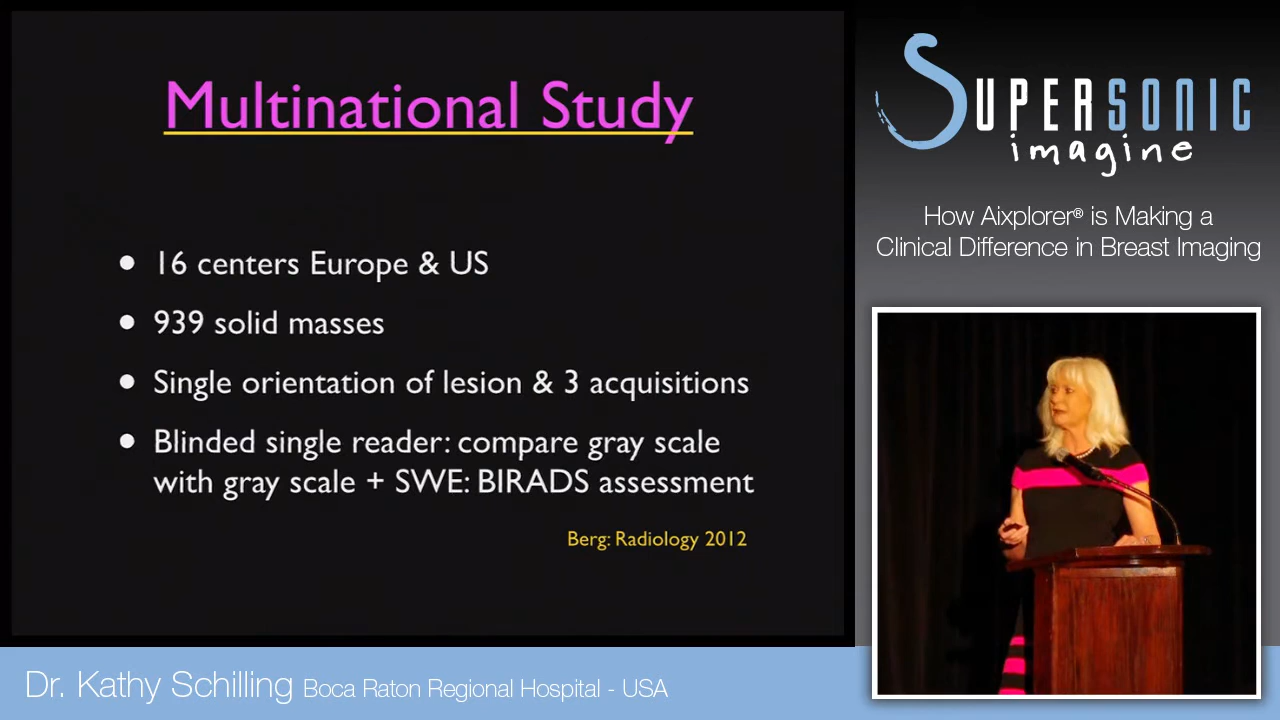 Multinational Study
• 16 centers Europe & US
• 939 solid masses
• Single orientation of lesion & 3 acquisitions
• Blinded single reader: compare gray scale
with gray scale + SWE: BIRADS assessment
Berg: Radiology 2012
SUPERSONIC
imagine
How Aixplorer® is Making a
Clinical Difference in Breast Imaging
Dr. Kathy Schilling Boca Raton Regional Hospital - USA